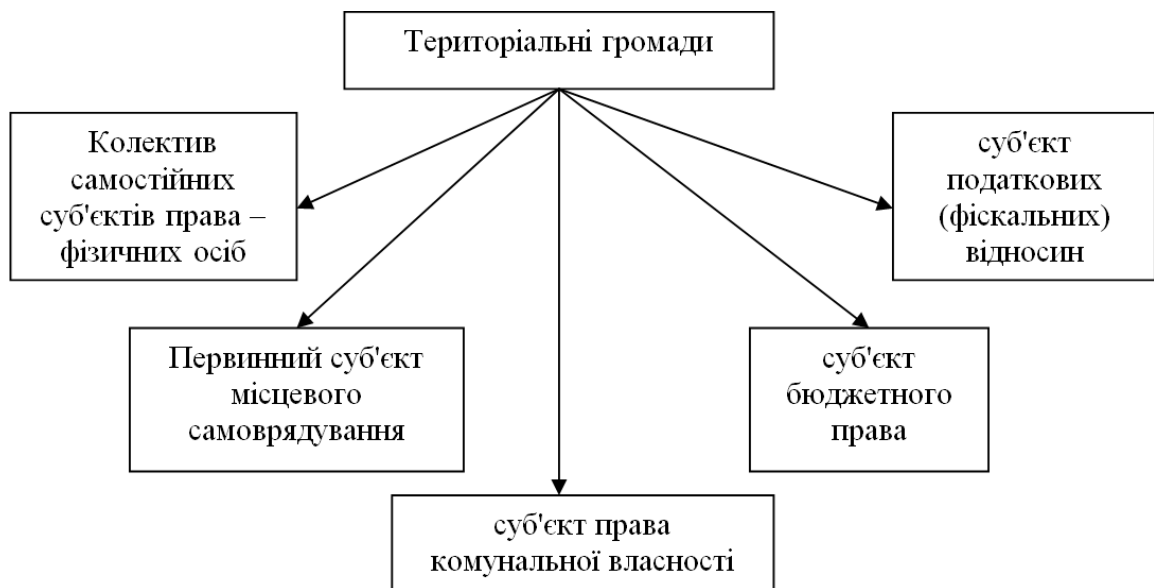 Територіальні громади
Колектив
самостійних
суб'єктів права –
фізичних осіб
суб'єкт
податкових
(фіскальних)
відносин
Первинний суб'єкт
місцевого
самоврядування
суб'єкт
бюджетного
права
суб'єкт права
комунальної власності